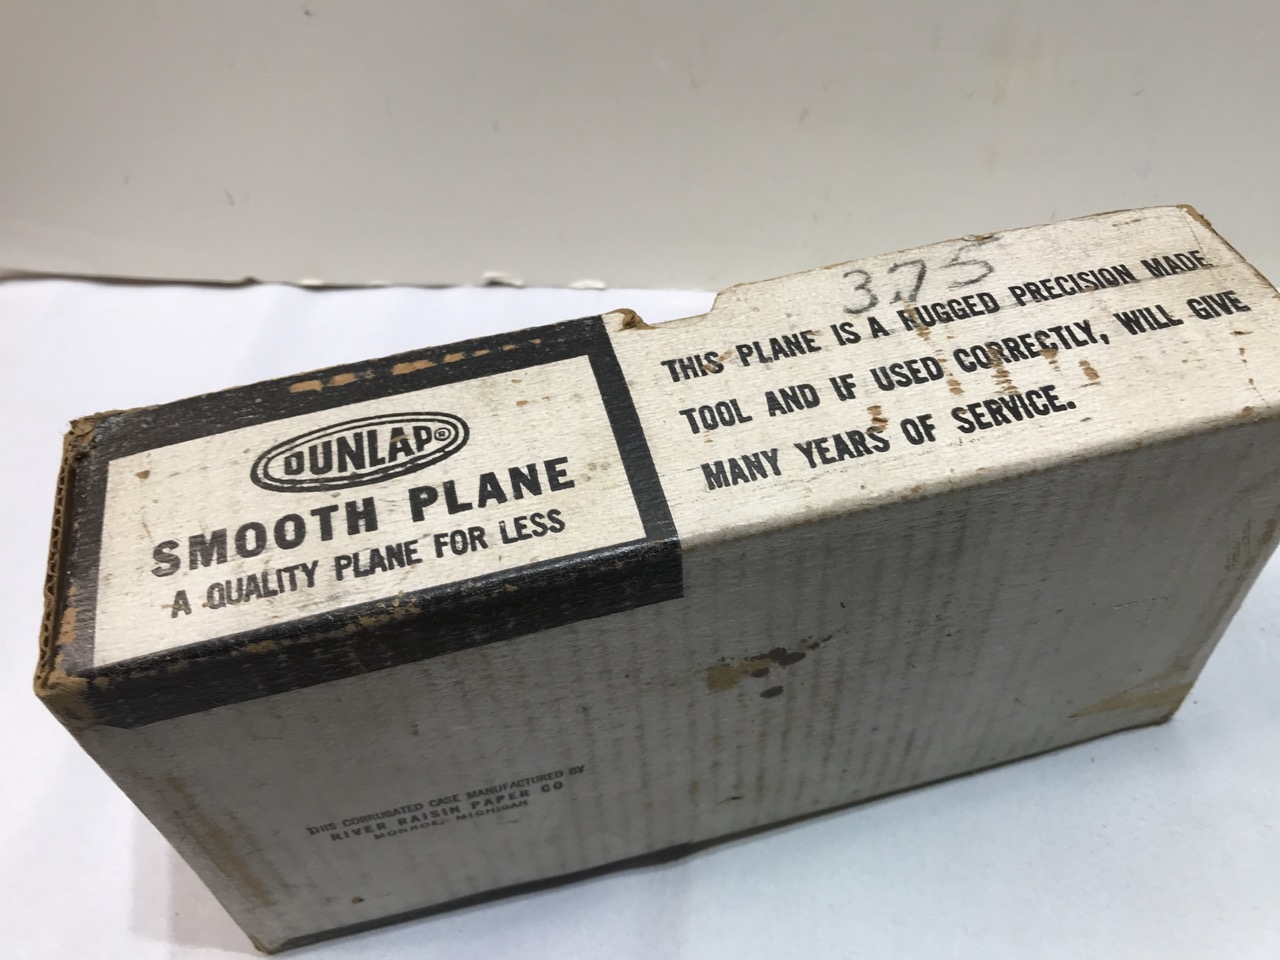 DUNLAP®
SMOOTH PLANE
A QUALITY PLANE FOR LESS
375
THIS PLANE IS A RUGGED PRECISION MADE
TOOL AND IF USED CORRECTLY, WILL GIVE
MANY YEARS OF SERVICE.
THIS CORRUGATED CASE MANUFACTURED BY
RIVER RAISIN PAPER CO
MONROE, MICHIGAN